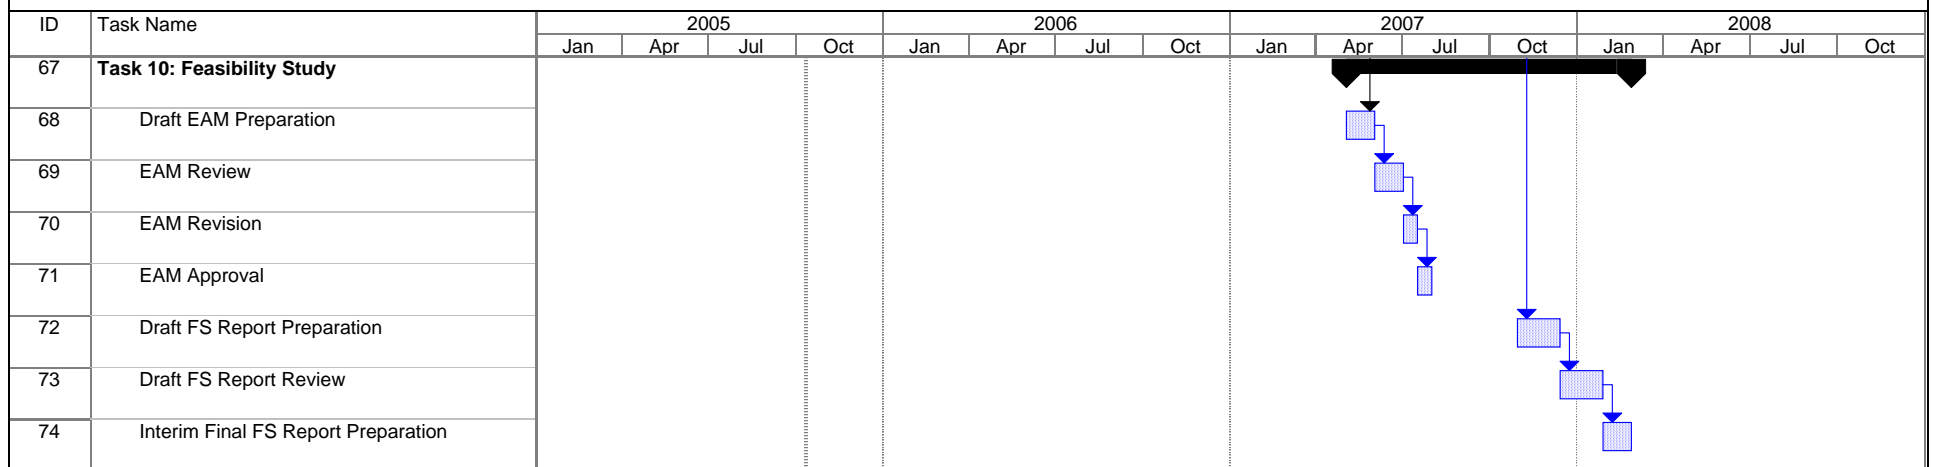 ID Task Name 2005 2006 2007 2008
Jan Apr Jul Oct Jan Apr Jul Oct Jan Apr Jul Oct Jan Apr Jul Oct
67 Task 10: Feasibility Study
68 Draft EAM Preparation
69 EAM Review
70 EAM Revision
71 EAM Approval
72 Draft FS Report Preparation
73 Draft FS Report Review
74 Interim Final FS Report Preparation